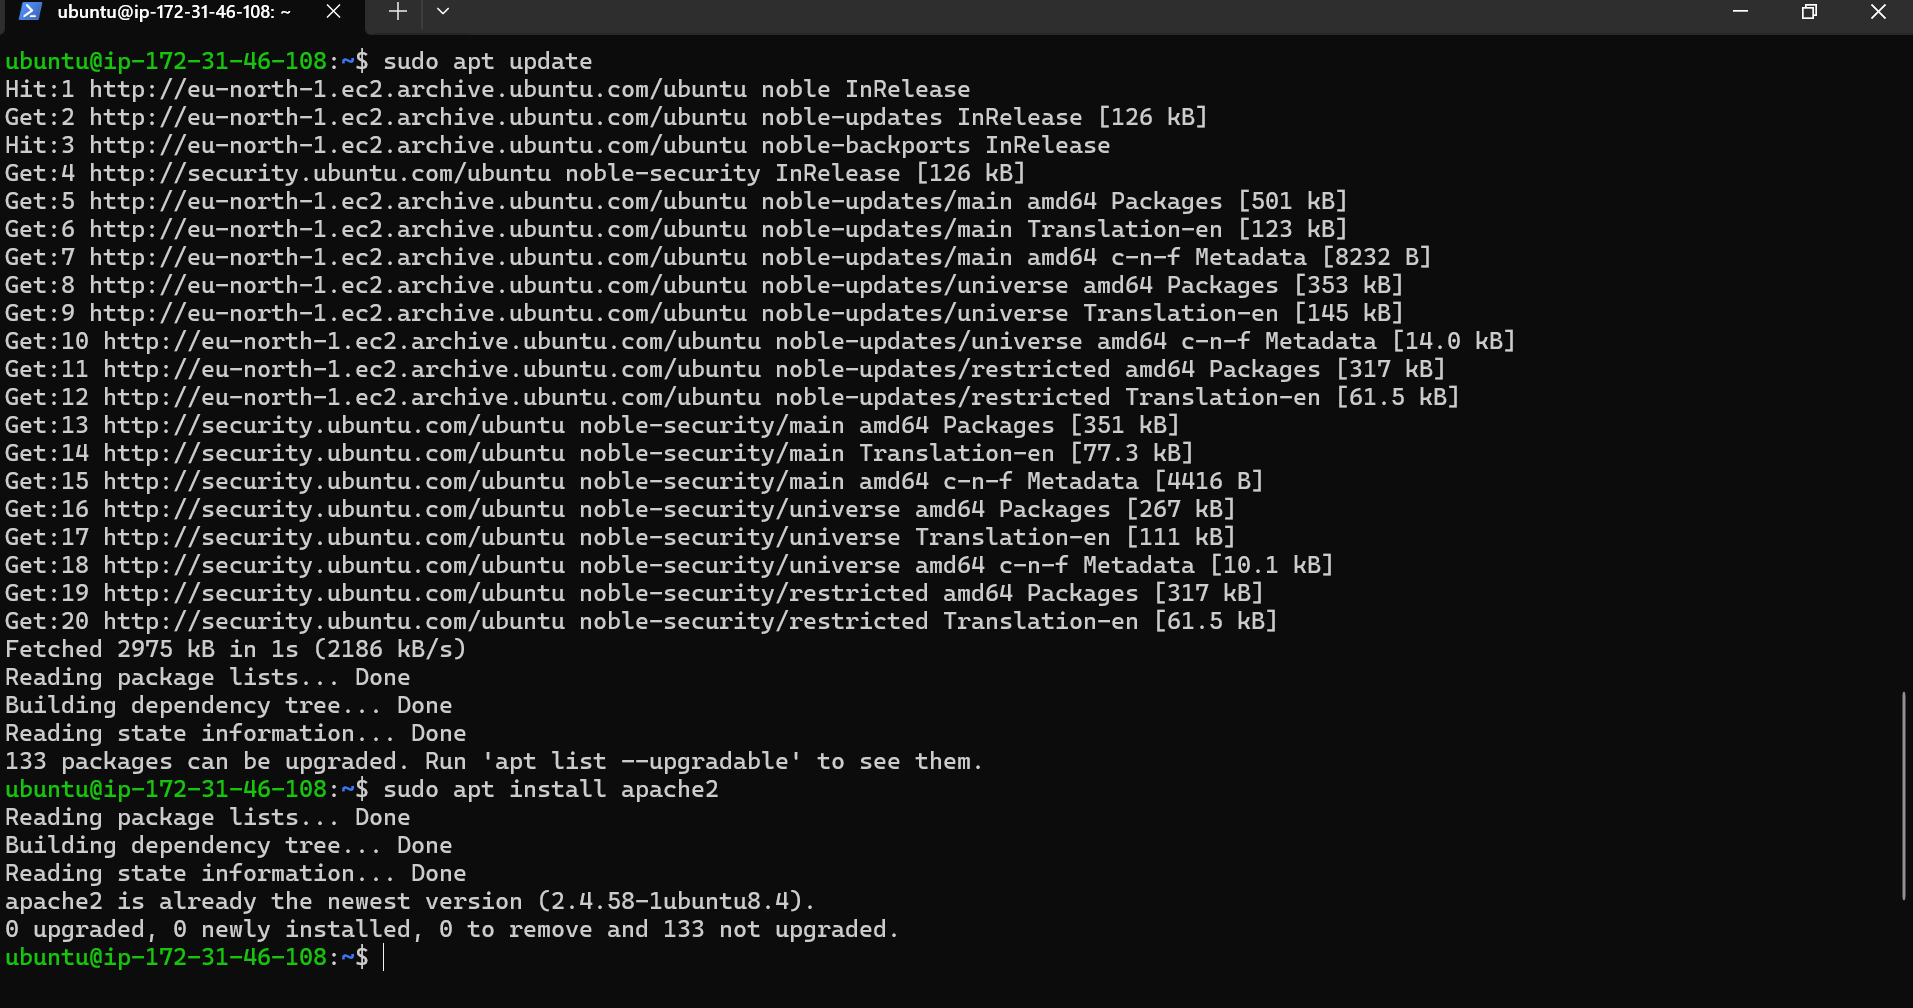 ubuntu@ip-172-31-46-108: ~
ubuntu@ip-172-31-46-108:~$ sudo apt update
Hit:1 http://eu-north-1.ec2.archive.ubuntu.com/ubuntu noble InRelease
Get:2 http://eu-north-1.ec2.archive.ubuntu.com/ubuntu noble-updates InRelease [126 kB]
Hit:3 http://eu-north-1.ec2.archive.ubuntu.com/ubuntu noble-backports InRelease
Get:4 http://security.ubuntu.com/ubuntu noble-security InRelease [126 kB]
Get:5 http://eu-north-1.ec2.archive.ubuntu.com/ubuntu noble-updates/main amd64 Packages [501 kB]
Get:6 http://eu-north-1.ec2.archive.ubuntu.com/ubuntu noble-updates/main Translation-en [123 kB]
Get:7 http://eu-north-1.ec2.archive.ubuntu.com/ubuntu noble-updates/main amd64 c-n-f Metadata [8232 B]
Get:8 http://eu-north-1.ec2.archive.ubuntu.com/ubuntu noble-updates/universe amd64 Packages [353 kB]
Get:9 http://eu-north-1.ec2.archive.ubuntu.com/ubuntu noble-updates/universe Translation-en [145 kB]
Get:10 http://eu-north-1.ec2.archive.ubuntu.com/ubuntu noble-updates/universe amd64 c-n-f Metadata [14.0 kB]
Get:11 http://eu-north-1.ec2.archive.ubuntu.com/ubuntu noble-updates/restricted amd64 Packages [317 kB]
Get:12 http://eu-north-1.ec2.archive.ubuntu.com/ubuntu noble-updates/restricted Translation-en [61.5 kB]
Get:13 http://security.ubuntu.com/ubuntu noble-security/main amd64 Packages [351 kB]
Get:14 http://security.ubuntu.com/ubuntu noble-security/main Translation-en [77.3 kB]
Get:15 http://security.ubuntu.com/ubuntu noble-security/main amd64 c-n-f Metadata [4416 B]
Get:16 http://security.ubuntu.com/ubuntu noble-security/universe amd64 Packages [267 kB]
Get:17 http://security.ubuntu.com/ubuntu noble-security/universe Translation-en [111 kB]
Get:18 http://security.ubuntu.com/ubuntu noble-security/universe amd64 c-n-f Metadata [10.1 kB]
Get:19 http://security.ubuntu.com/ubuntu noble-security/restricted amd64 Packages [317 kB]
Get:20 http://security.ubuntu.com/ubuntu noble-security/restricted Translation-en [61.5 kB]
Fetched 2975 kB in 1s (2186 kB/s)
Reading package lists... Done
Building dependency tree... Done
Reading state information... Done
133 packages can be upgraded. Run 'apt list --upgradable' to see them.
ubuntu@ip-172-31-46-108:~$ sudo apt install apache2
Reading package lists... Done
Building dependency tree... Done
Reading state information... Done
apache2 is already the newest version (2.4.58-1ubuntu8.4).
0 upgraded, 0 newly installed, 0 to remove and 133 not upgraded.
ubuntu@ip-172-31-46-108:~$